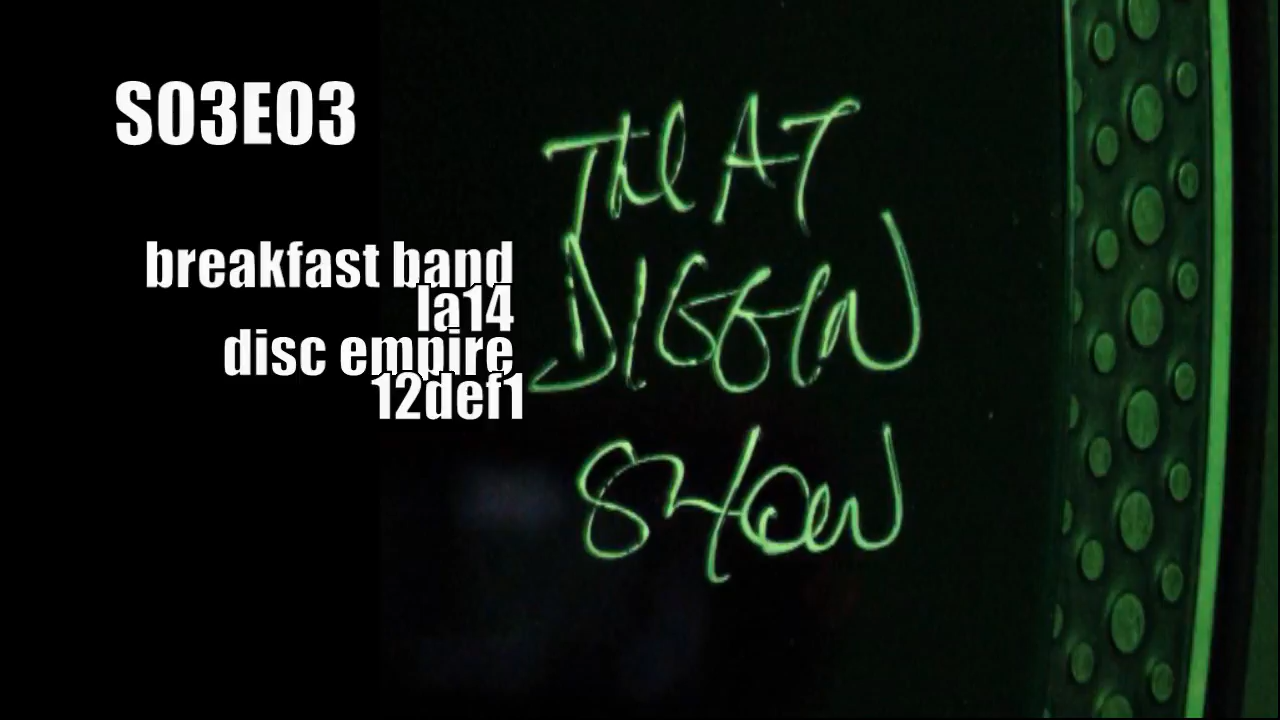 S03E03
breakfast band
la14
disc empire
12def1
The AT
DIGGIN
SHOW